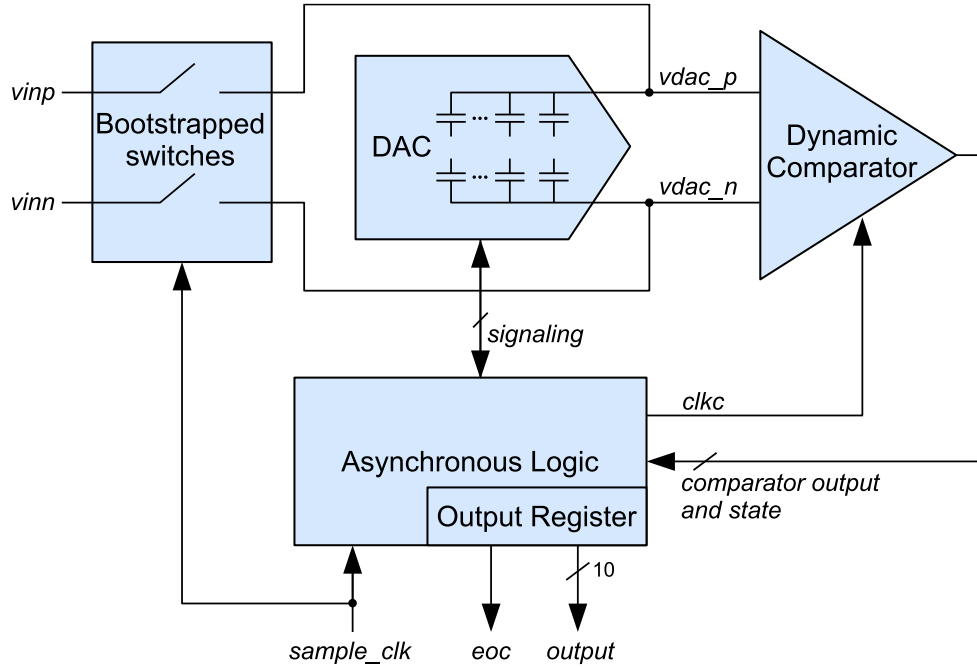 vinp
Bootstrapped
switches
vinn
DAC
...
...
vdac_p
vdac_n
Dynamic
Comparator
signaling
clkc
Asynchronous Logic
comparator output
and state
Output Register
10
sample_clk
eoc
output